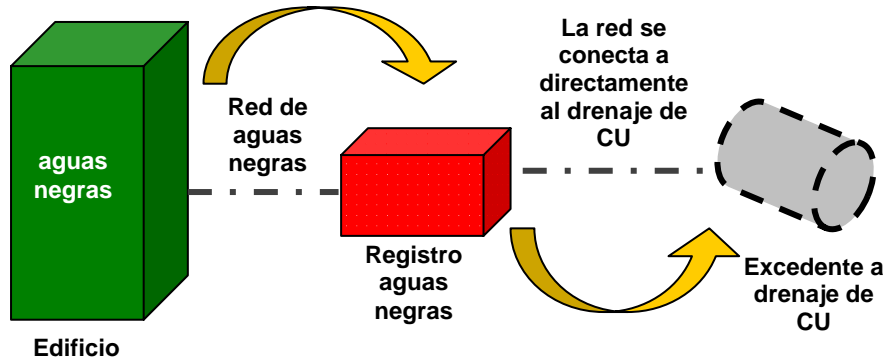 aguas
negras
Edificio
Red de
aguas
negras
Registro
aguas
negras
La red se
conecta a
directamente
al drenaje de
CU
Excedente a
drenaje de
CU